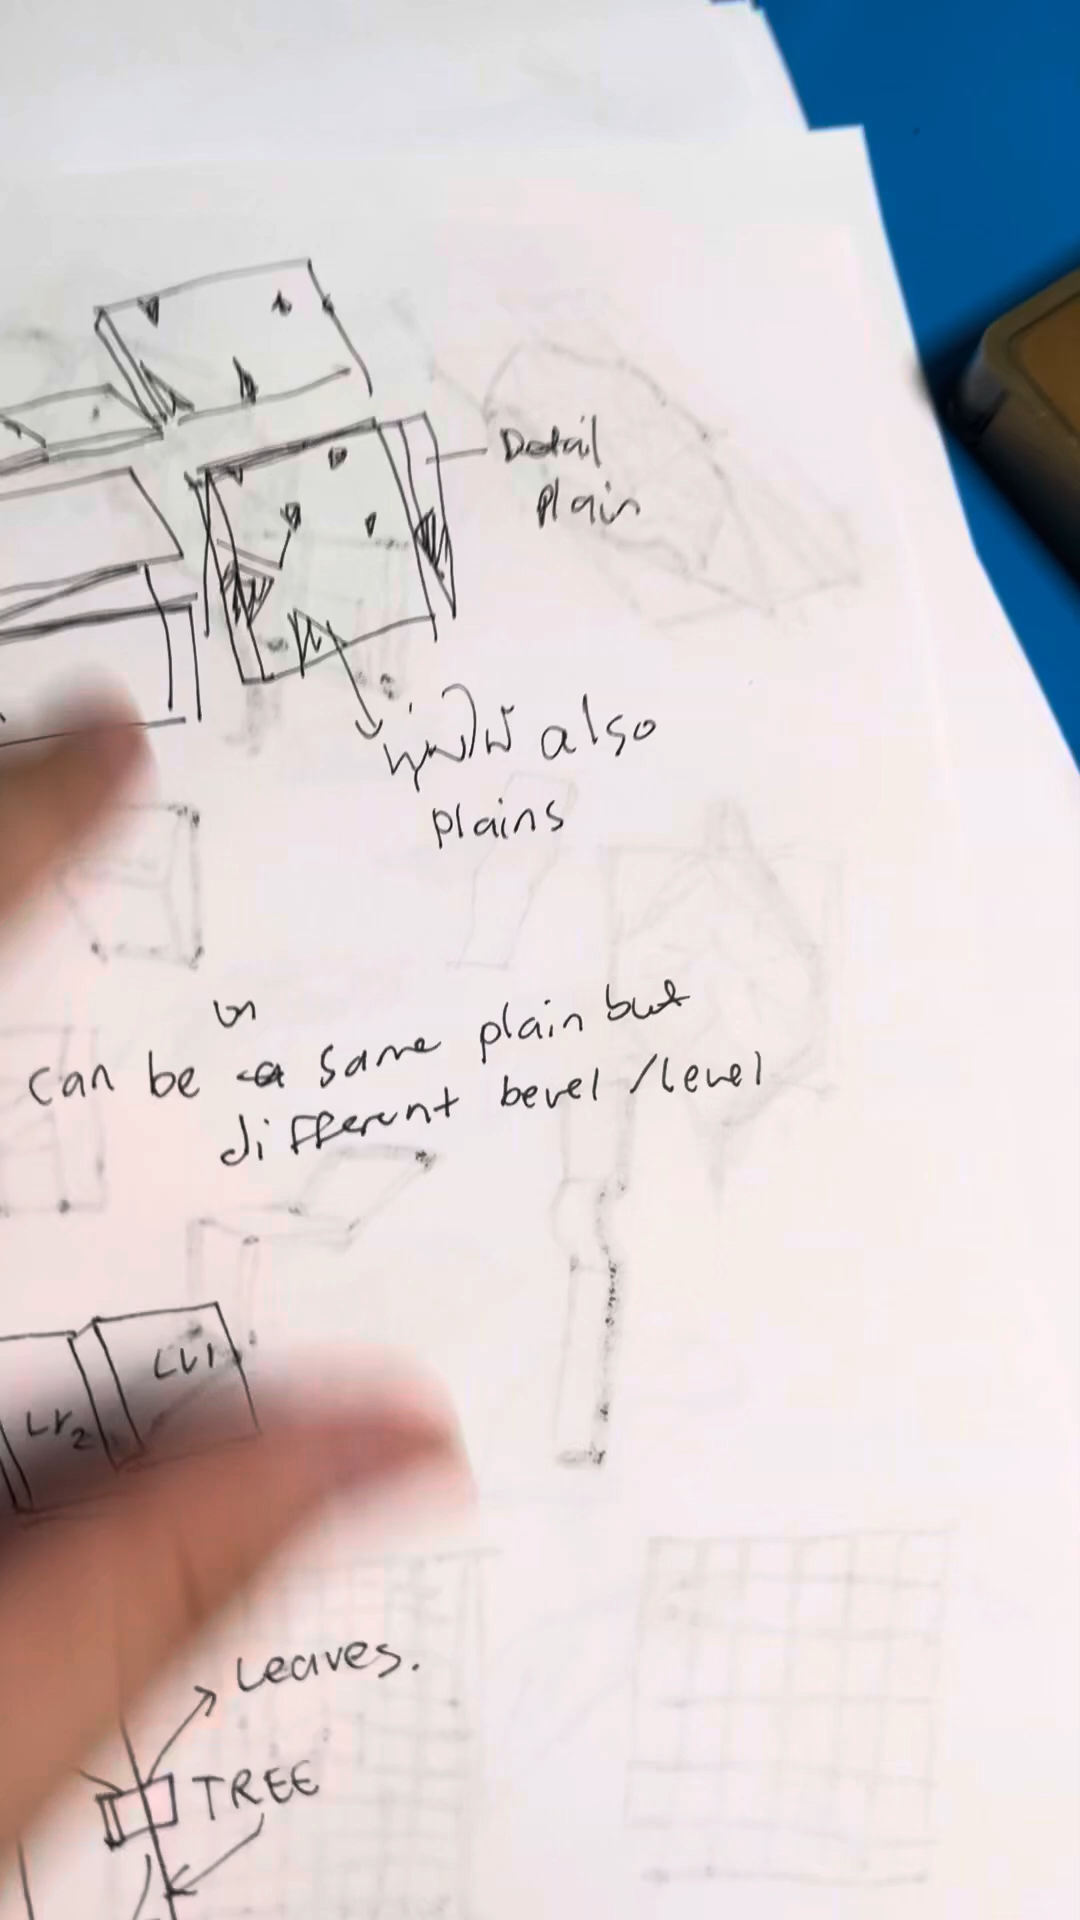 Detail
plain
พุ่มไม้ also
plains
on
can be a same plain but
different bevel /level
LV1
LV2
Leaves.
TREE